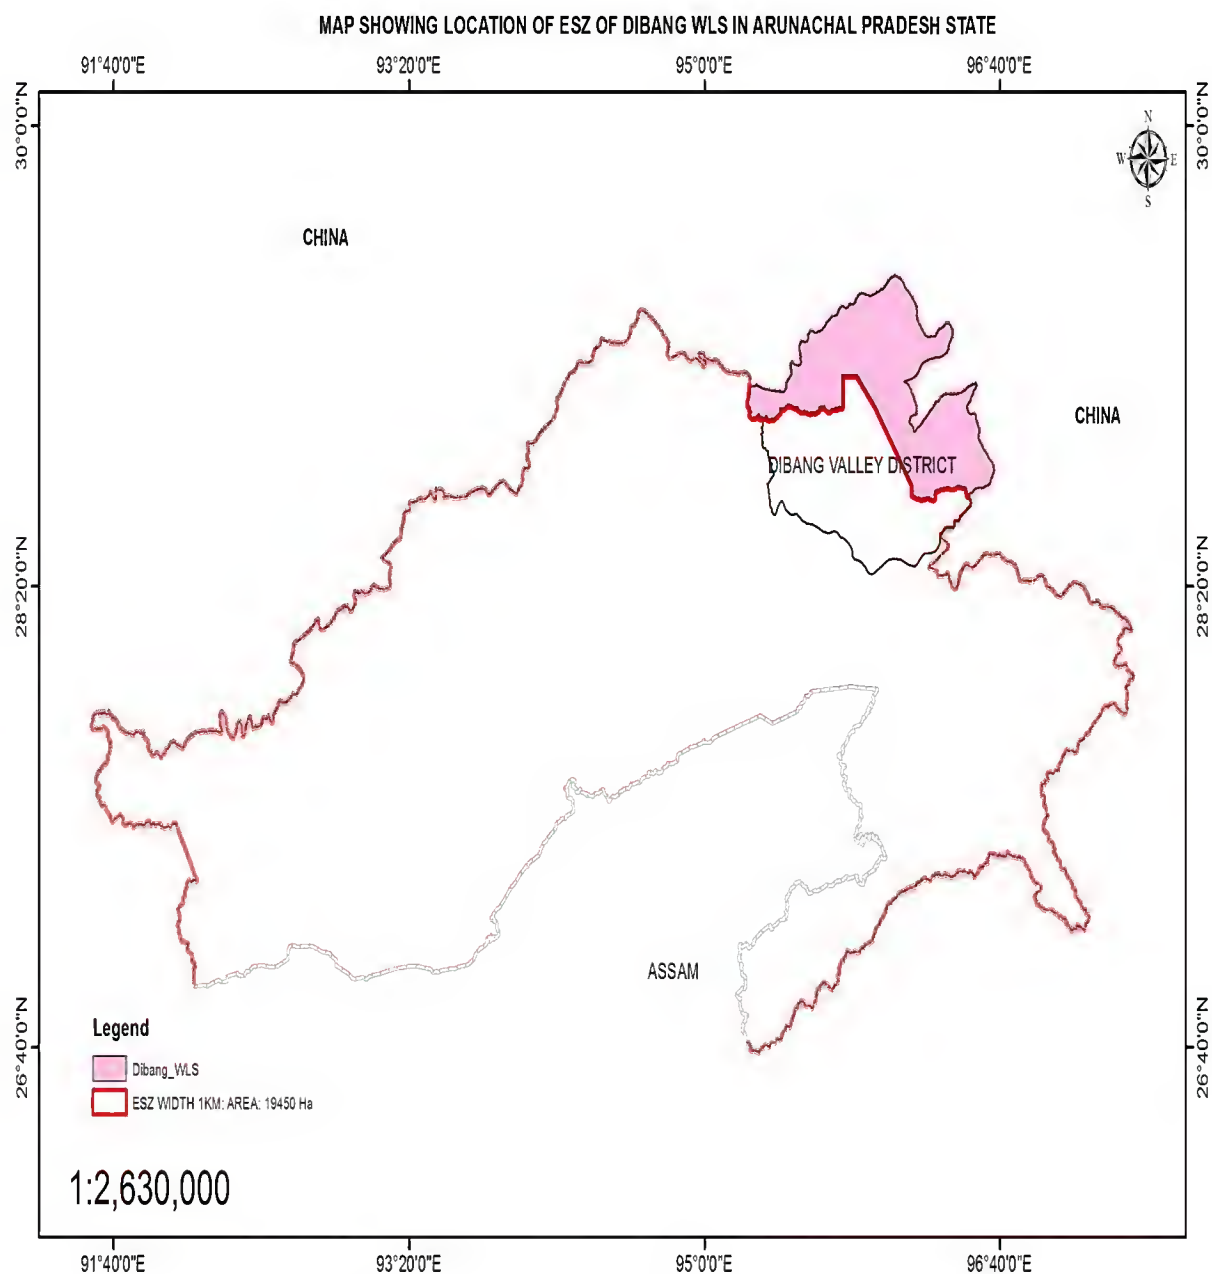 MAP SHOWING LOCATION OF ESZ OF DIBANG WLS IN ARUNACHAL PRADESH STATE
91°40'0"E 93°20'0"E 95°0'0"E 96°40'0"E
30°0'0"N 30°0'0"N
N
W E
S
CHINA
CHINA
DIBANG VALLEY DISTRICT
28°20'0"N 28°20'0"N
ASSAM
Legend
26°40'0"N 26°40'0"N
Dibang_WLS
ESZ WIDTH 1KM: AREA: 19450 Ha
1:2,630,000
91°40'0"E 93°20'0"E 95°0'0"E 96°40'0"E